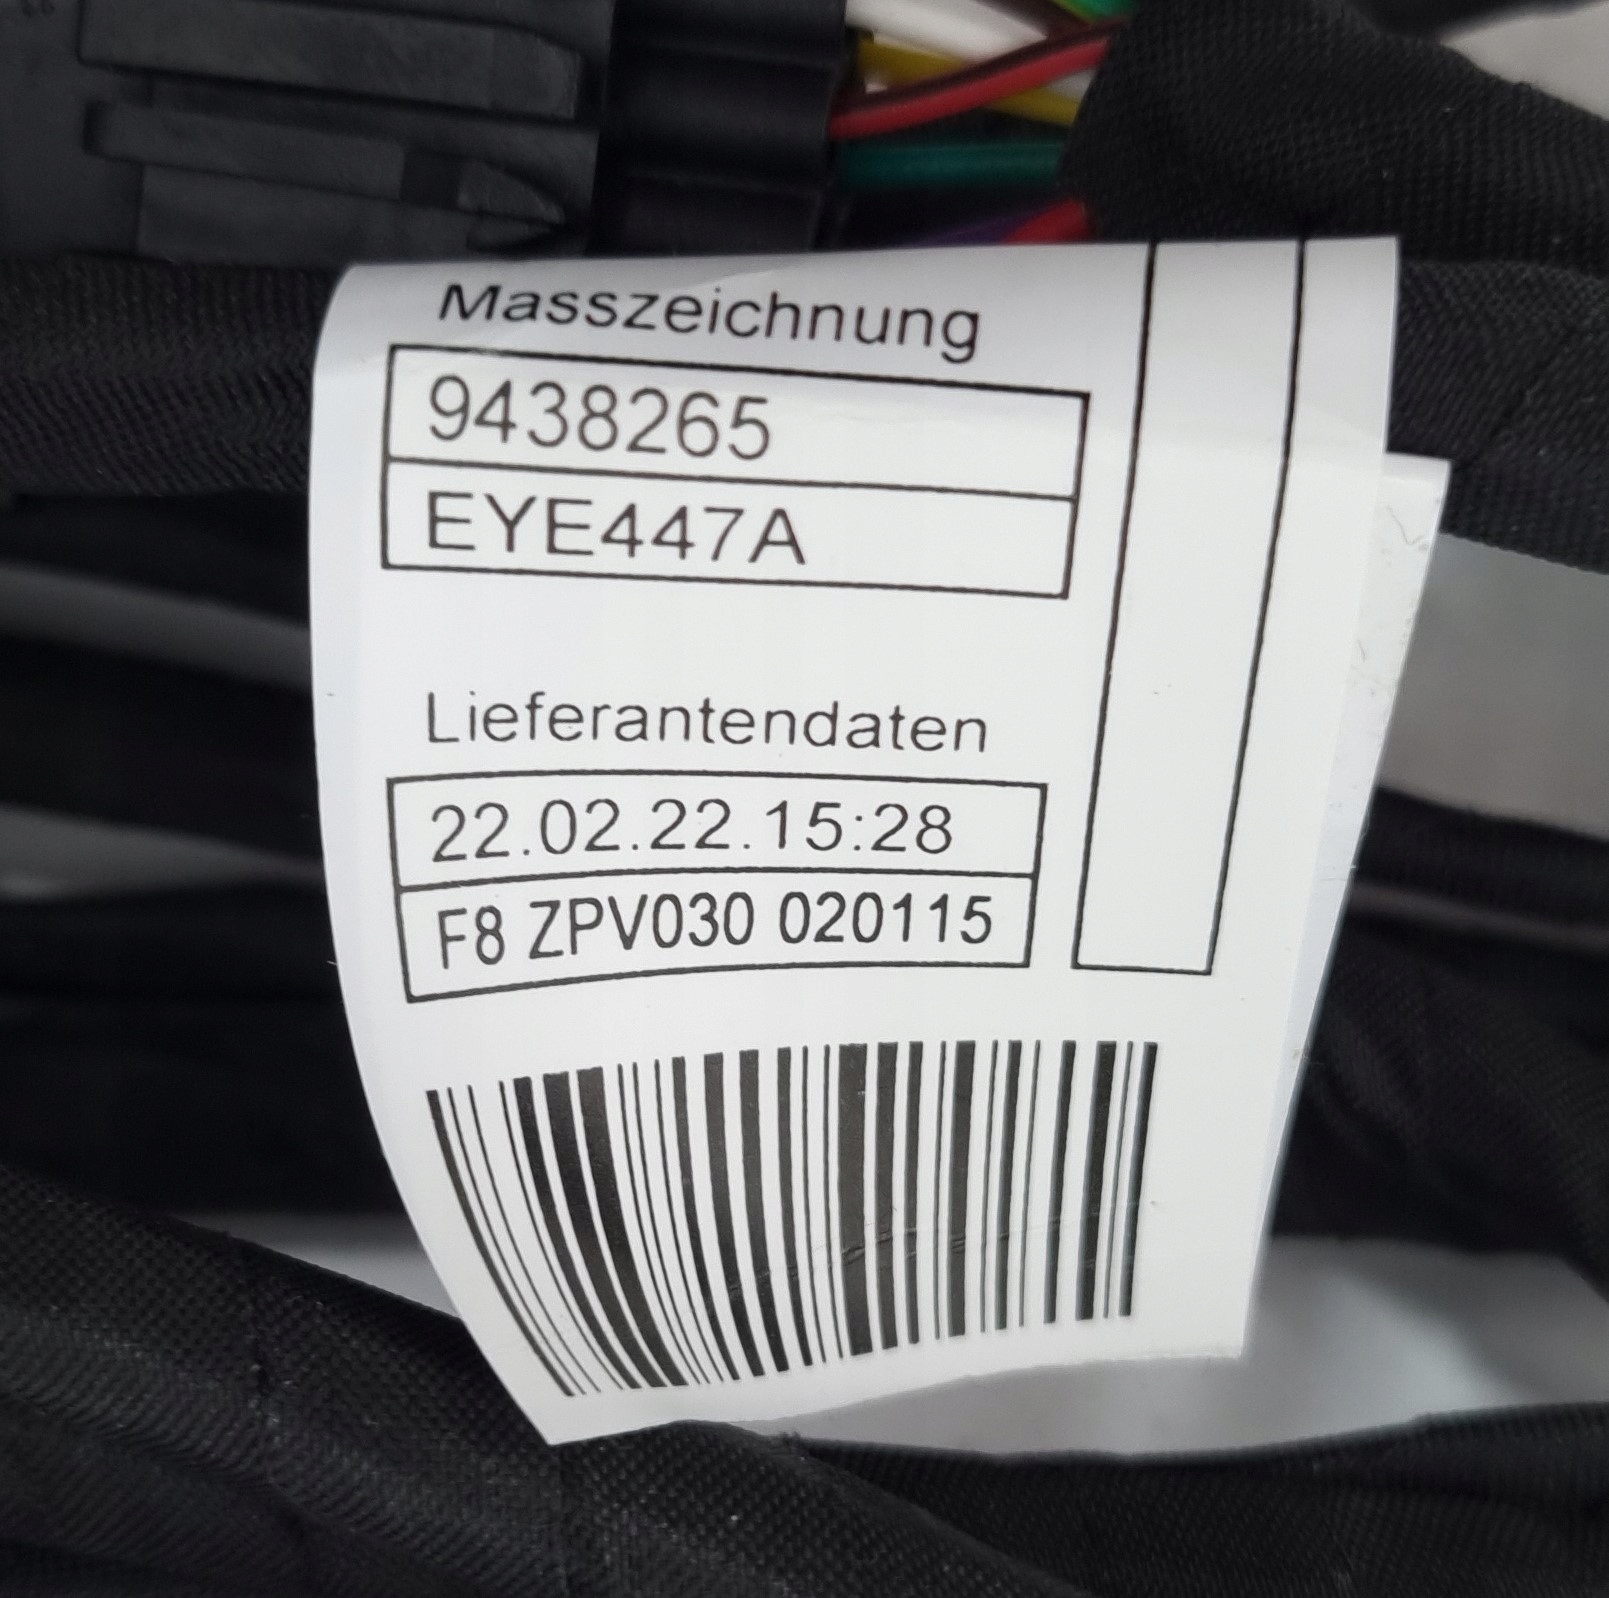 Masszeichnung
9438265
EYE447A
Lieferantendaten
22.02.22.15:28
F8 ZPV030 020115